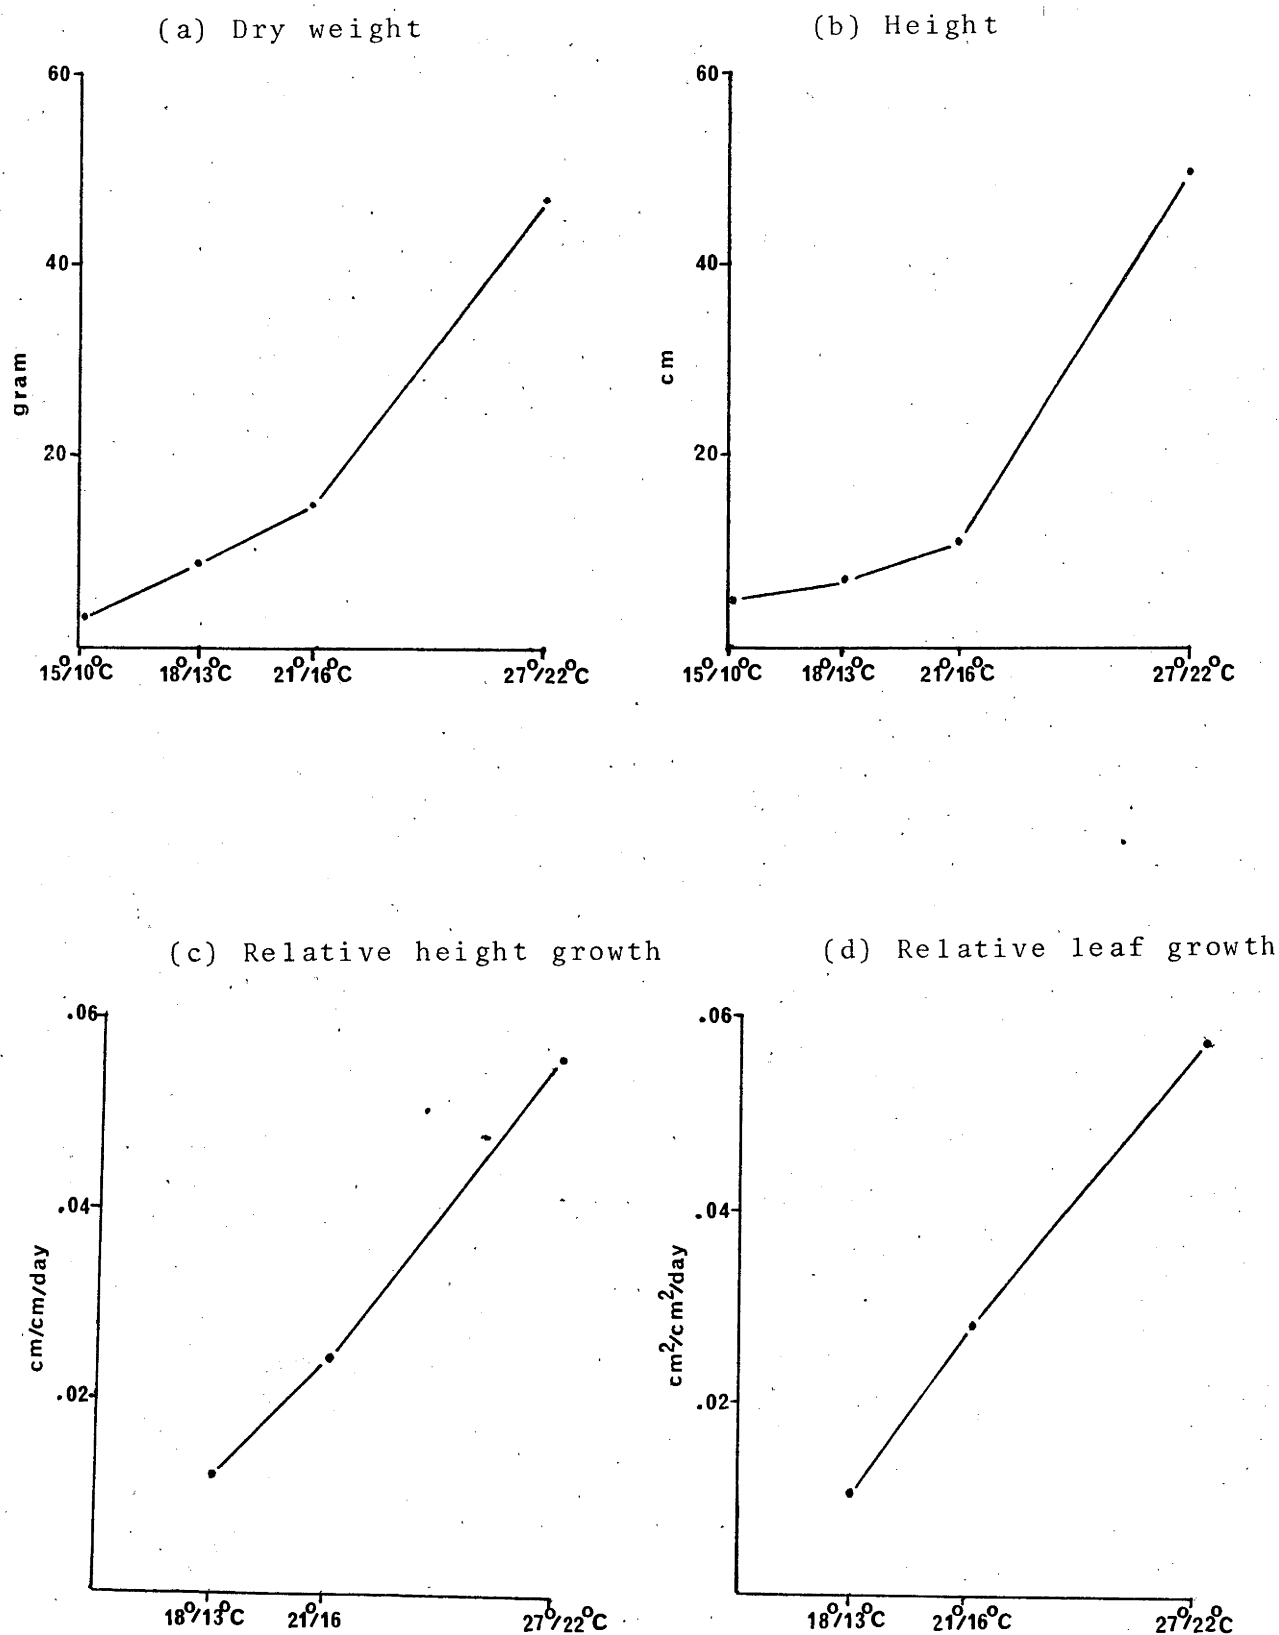 (a) Dry weight
60
40
20
gram
15°/10°C 18°/13°C 21°/16°C 27°/22°C
(b) Height
60
40
20
cm
15°/10°C 18°/13°C 21°/16°C 27°/22°C
(c) Relative height growth
.06
.04
.02
cm/cm/day
18°/13°C 21°/16 27°/22°C
(d) Relative leaf growth
.06
.04
.02
cm²/cm²/day
18°/13°C 21°/16°C 27°/22°C